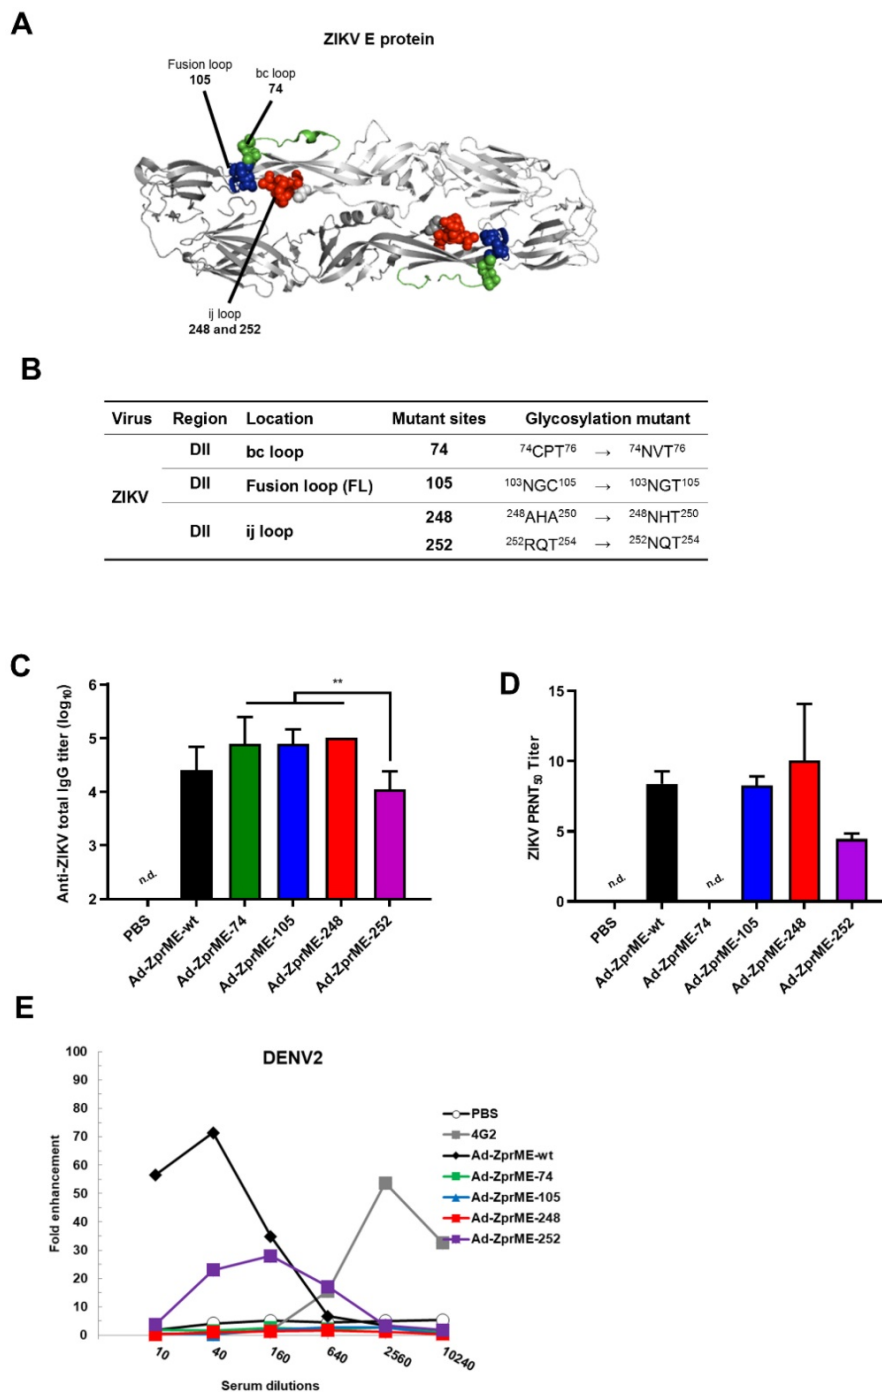 A
ZIKV E protein
Fusion loop
105
bc loop
74
ij loop
248 and 252
B
Virus Region Location Mutant sites Glycosylation mutant
ZIKV
DII bc loop 74 ⁷⁴CPT⁷⁶ → ⁷⁴NVT⁷⁶
DII Fusion loop (FL) 105 ¹⁰³NGC¹⁰⁵ → ¹⁰³NGT¹⁰⁵
DII ij loop
248 ²⁴⁸AHA²⁵⁰ → ²⁴⁸NHT²⁵⁰
252 ²⁵²RQT²⁵⁴ → ²⁵²NQT²⁵⁴
C
Anti-ZIKV total IgG titer (log₁₀)
6
5
4
3
2
**
n.d.
PBS
Ad-ZprME-wt
Ad-ZprME-74
Ad-ZprME-105
Ad-ZprME-248
Ad-ZprME-252
D
ZIKV PRNT₅₀ Titer
15
10
5
0
n.d.
n.d.
PBS
Ad-ZprME-wt
Ad-ZprME-74
Ad-ZprME-105
Ad-ZprME-248
Ad-ZprME-252
E
DENV2
Fold enhancement
100
90
80
70
60
50
40
30
20
10
0
10
40
160
640
2560
10240
Serum dilutions
PBS
4G2
Ad-ZprME-wt
Ad-ZprME-74
Ad-ZprME-105
Ad-ZprME-248
Ad-ZprME-252